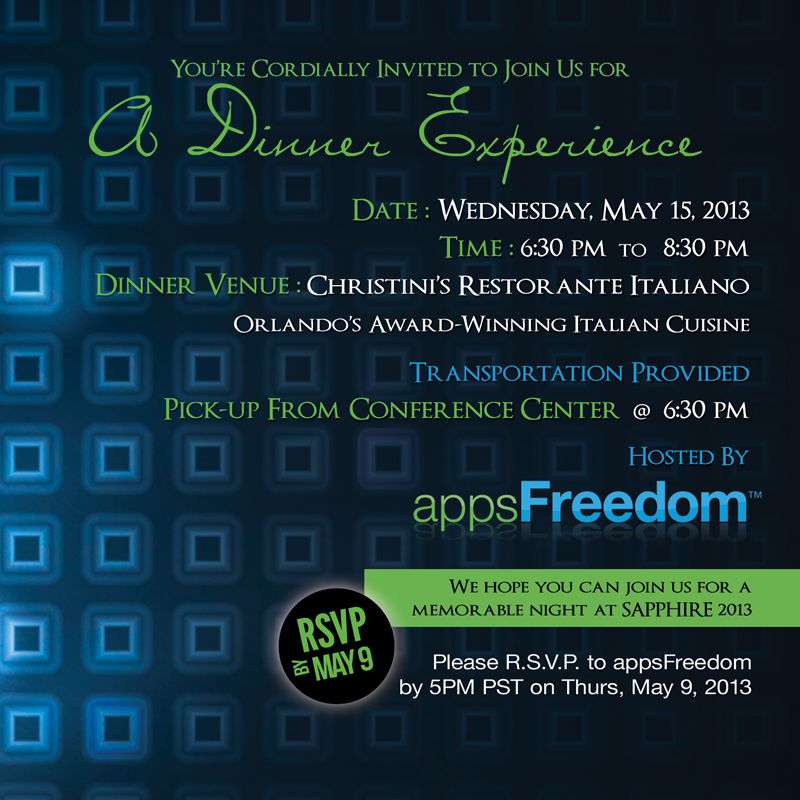 You're Cordially Invited to Join Us for
A Dinner Experience
Date : Wednesday, May 15, 2013
Time : 6:30 pm to 8:30 pm
Dinner Venue : Christini's Restorante Italiano
Orlando's Award-Winning Italian Cuisine
Transportation Provided
Pick-up From Conference Center @ 6:30 pm
Hosted By
appsFreedom™
We hope you can join us for a
memorable night at SAPPHIRE 2013
RSVP
BY MAY 9
Please R.S.V.P. to appsFreedom
by 5PM PST on Thurs, May 9, 2013